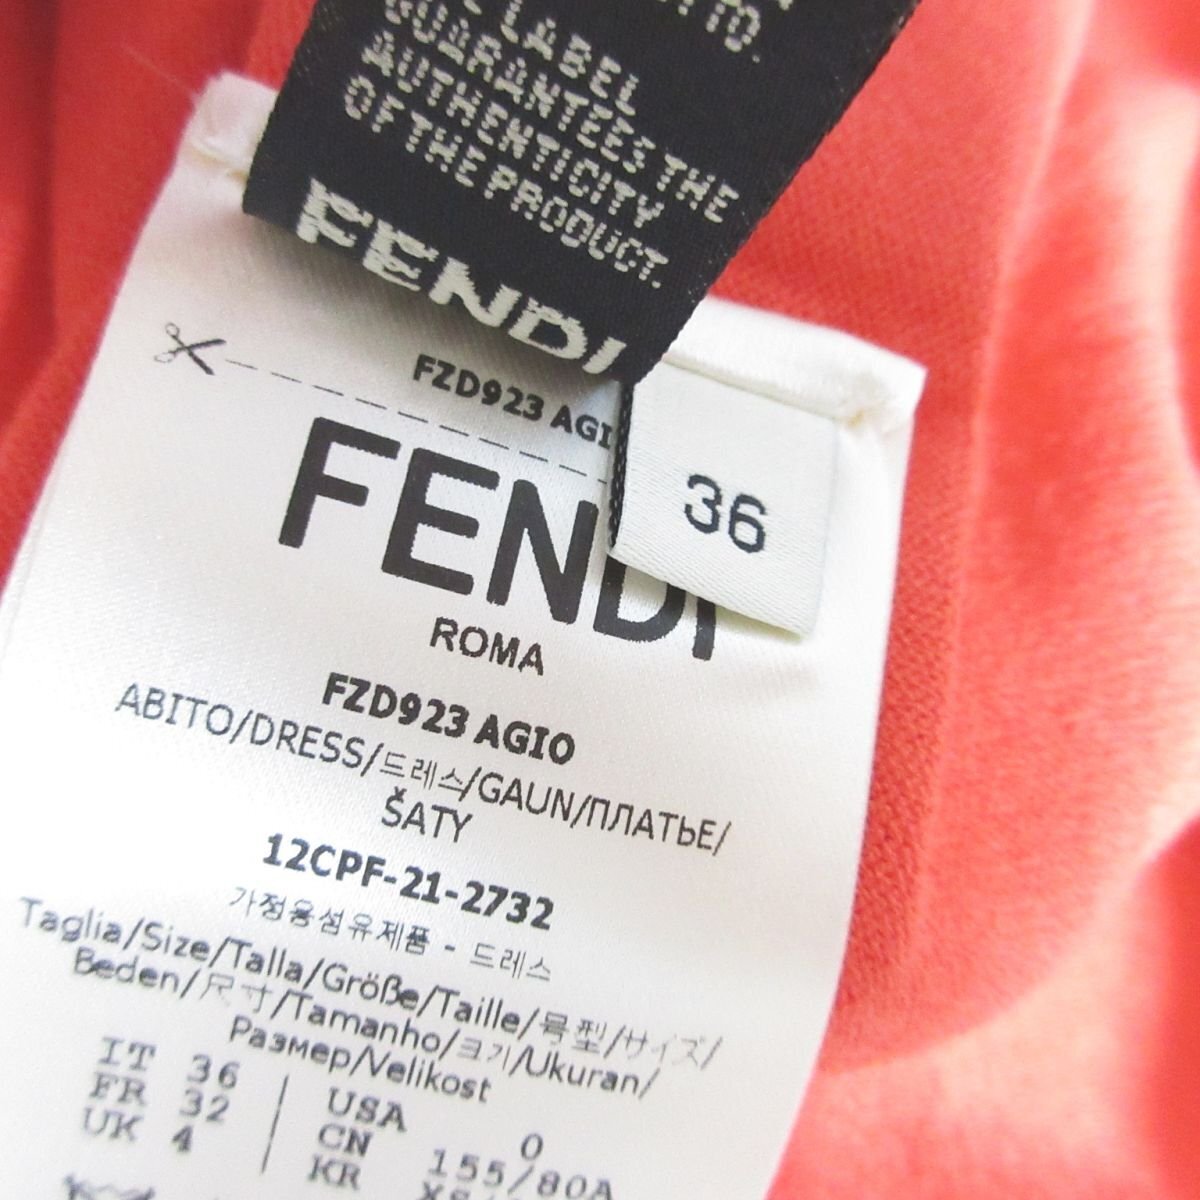 LABEL
GUARANTEES THE
AUTHENTICITY
OF THE PRODUCT.
FENDI
FZD923 AGI
36
FENDI
ROMA
FZD923 AGIO
ABITO/DRESS/드레스/GAUN/ПЛАТЬЕ/
ŠATY
12CPF-21-2732
가정용섬유제품 - 드레스
Taglia/Size/Talla/Größe/Taille/号型/サイズ/
Beden/尺寸/Tamanho/크기/Ukuran/
Размер/Velikost
IT 36
FR 32
UK 4
USA 0
CN 155/80A
KR